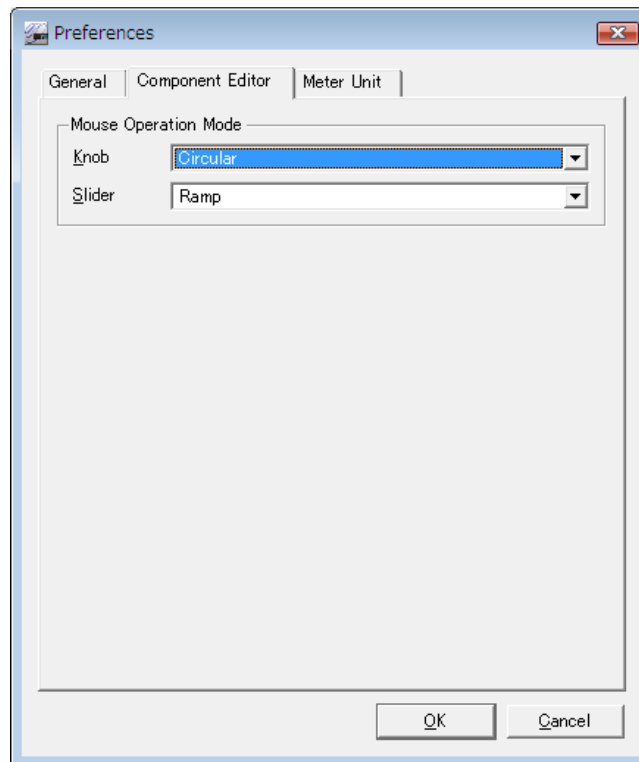 Preferences
General Component Editor Meter Unit
Mouse Operation Mode
Knob Circular
Slider Ramp
OK Cancel